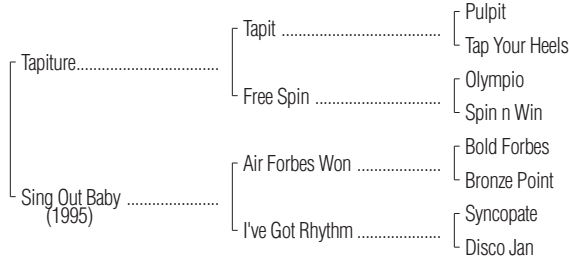 Pulpit
Tapit ........................................
Tap Your Heels
Tapiture...................................
Olympio
Free Spin ................................
Spin n Win
Bold Forbes
Air Forbes Won .....................
Bronze Point
Sing Out Baby .......................
(1995)
Syncopate
I've Got Rhythm .....................
Disco Jan